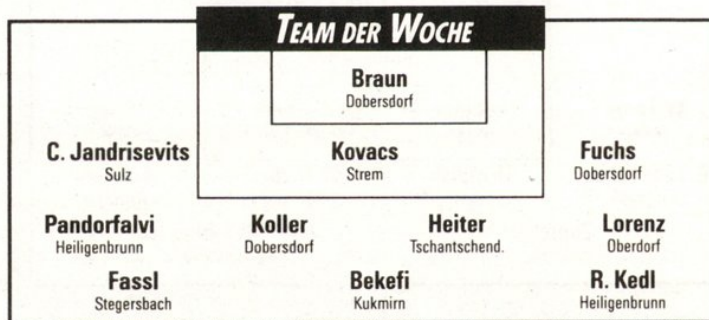 TEAM DER WOCHE
Braun
Dobersdorf
C. Jandrisevits Kovacs Fuchs
Sulz Strem Dobersdorf
Pandorfalvi Koller Heiter Lorenz
Heiligenbrunn Dobersdorf Tschantschend. Oberdorf
Fassl Bekefi R. Kedl
Stegersbach Kukmirn Heiligenbrunn